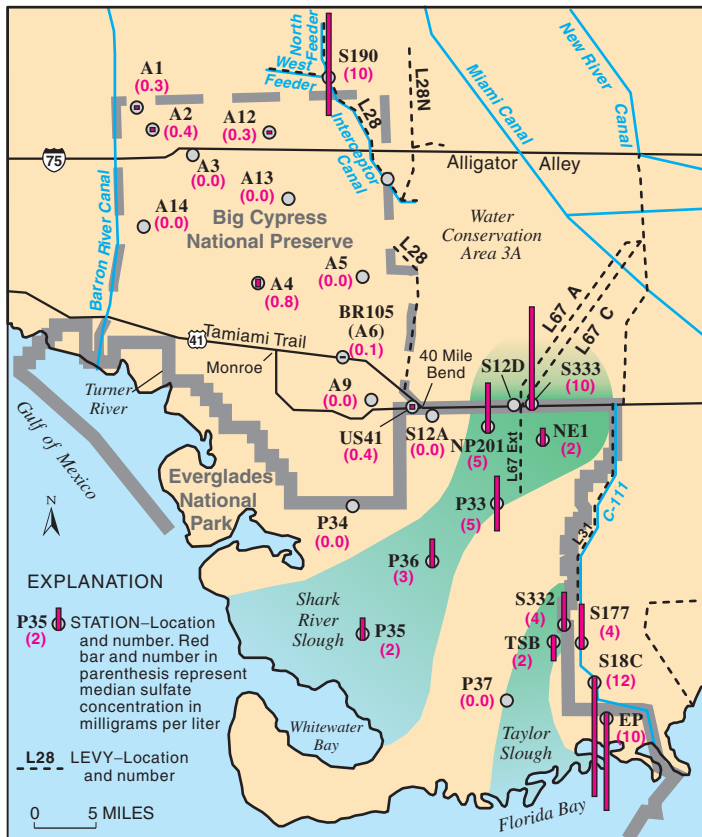 North
Feeder
West
Feeder
S190
(10)
L28N
New River
Canal
Miami Canal
A1
(0.3)
A2
(0.4)
A12
(0.3)
L28
Interceptor
Canal
75
Alligator Alley
A3
(0.0)
A13
(0.0)
A14
(0.0)
Big Cypress
National Preserve
Water
Conservation
Area 3A
Barron River Canal
L28
A5
(0.0)
A4
(0.8)
BR105
(A6)
(0.1)
L67 A
L67 C
41
Tamiami Trail
Monroe
40 Mile
Bend
S12D
S333
(10)
Turner
River
A9
(0.0)
US41
(0.4)
S12A
(0.0)
NP201
(5)
L67 Ext
NE1
(2)
Gulf of Mexico
Everglades
National
Park
N
P34
(0.0)
P33
(5)
C-111
L31
P36
(3)
EXPLANATION
P35
(2)
STATION–Location
and number. Red
bar and number in
parenthesis represent
median sulfate
concentration in
milligrams per liter
L28
LEVY–Location
and number
0 5 MILES
Shark
River
Slough
P35
(2)
S332
(4)
S177
(4)
TSB
(2)
S18C
(12)
P37
(0.0)
EP
(10)
Whitewater
Bay
Taylor
Slough
Florida Bay